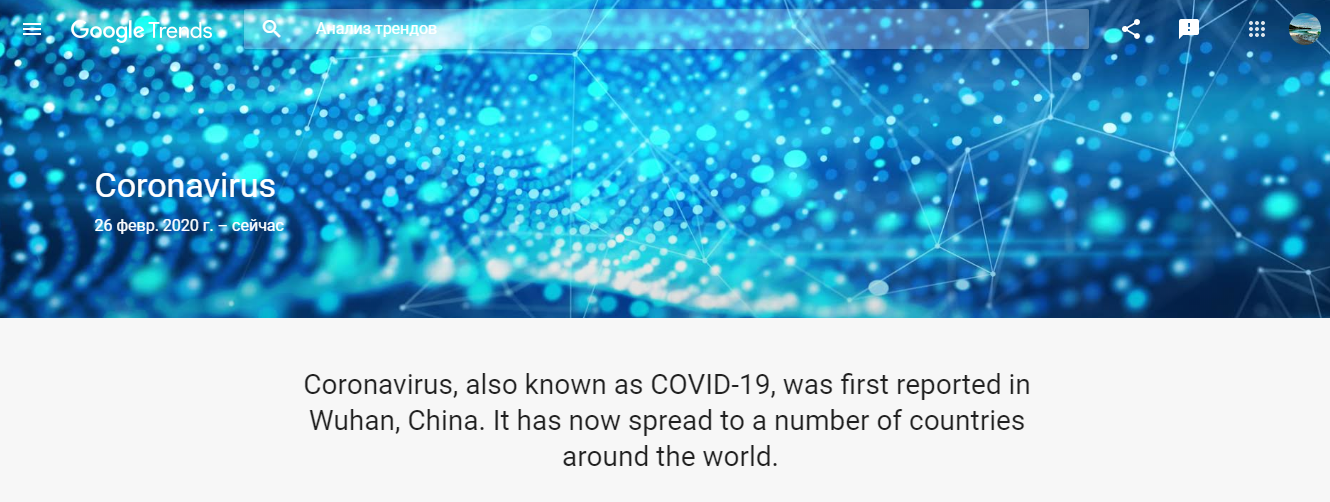 Google Trends
Анализ трендов
Coronavirus
26 февр. 2020 г. – сейчас
Coronavirus, also known as COVID-19, was first reported in
Wuhan, China. It has now spread to a number of countries
around the world.